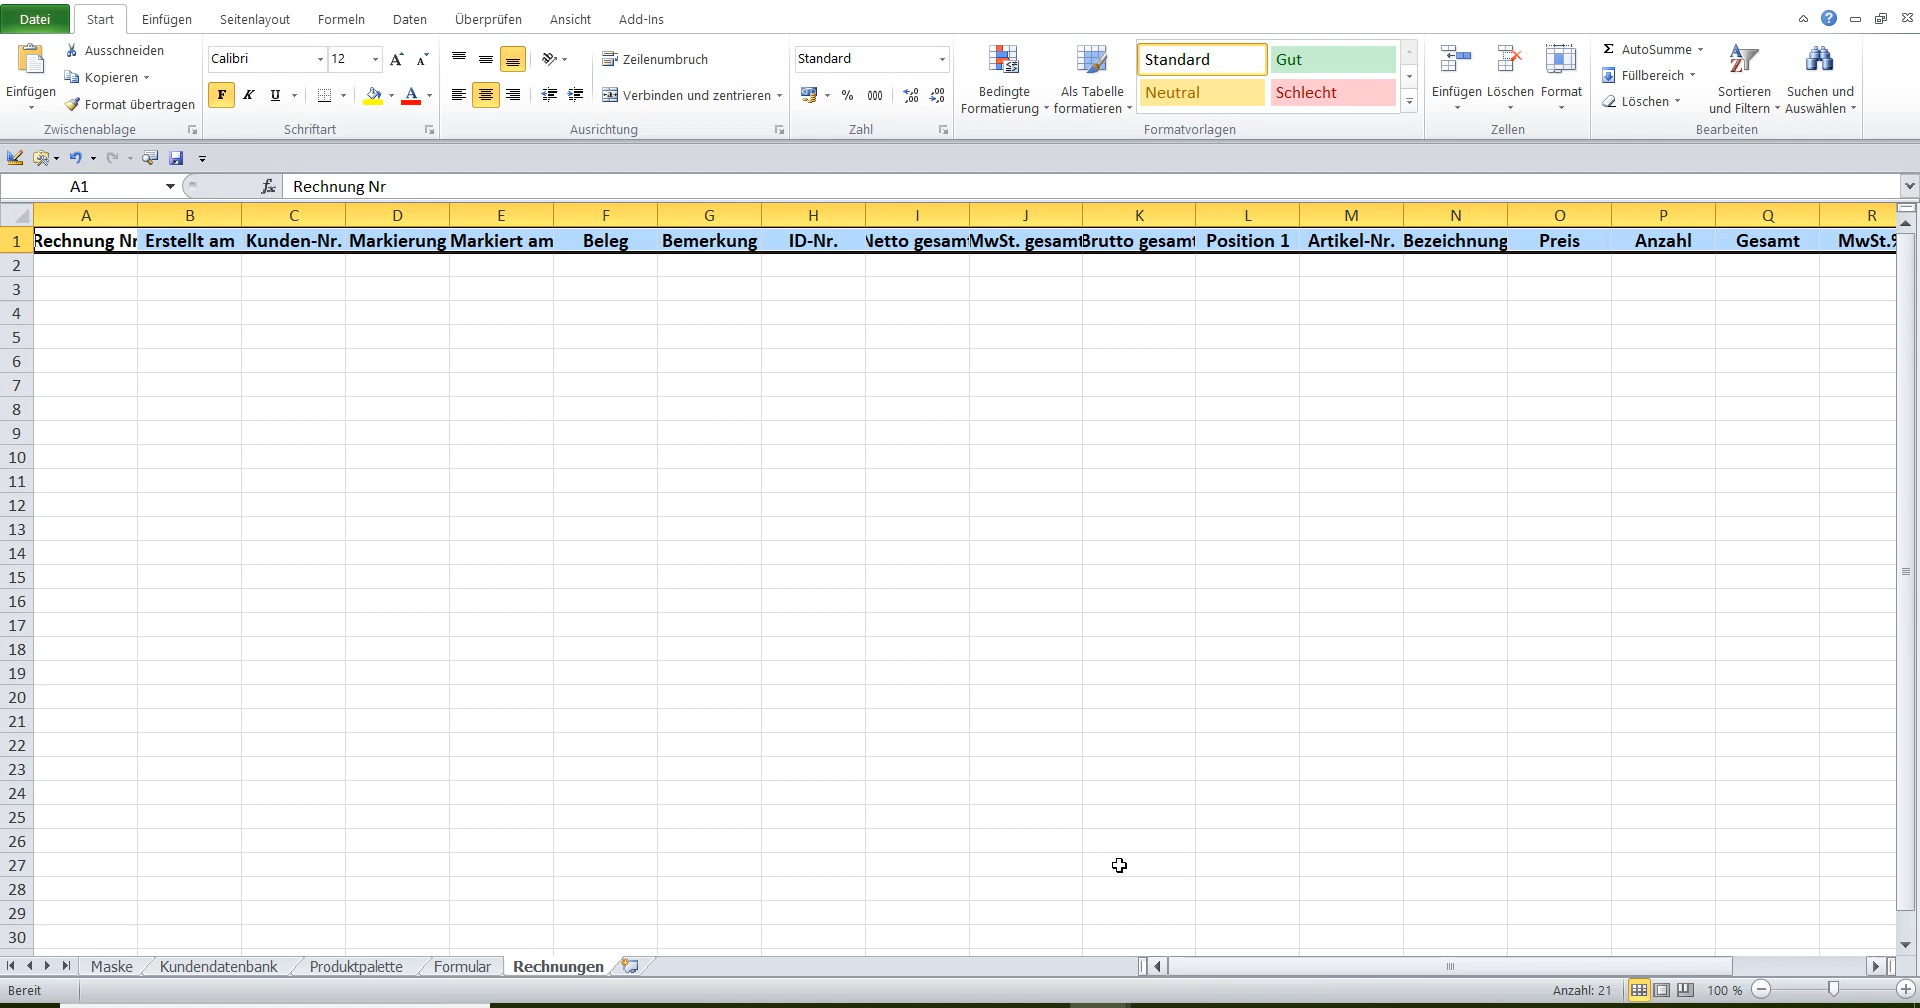 Datei Start Einfügen Seitenlayout Formeln Daten Überprüfen Ansicht Add-Ins
Einfügen
Ausschneiden
Kopieren
Format übertragen
Zwischenablage
Calibri 12
F K U
Schriftart
Zeilenumbruch
Verbinden und zentrieren
Ausrichtung
Standard
% 000
Zahl
Bedingte Formatierung
Als Tabelle formatieren
Standard Gut
Neutral Schlecht
Formatvorlagen
Einfügen Löschen Format
Zellen
AutoSumme
Füllbereich
Löschen
Sortieren und Filtern
Suchen und Auswählen
Bearbeiten
A1 fx Rechnung Nr
A B C D E F G H I J K L M N O P Q R
1 Rechnung Nr Erstellt am Kunden-Nr. Markierung Markiert am Beleg Bemerkung ID-Nr. Netto gesamt MwSt. gesamt Brutto gesamt Position 1 Artikel-Nr. Bezeichnung Preis Anzahl Gesamt MwSt.%
2
3
4
5
6
7
8
9
10
11
12
13
14
15
16
17
18
19
20
21
22
23
24
25
26
27
28
29
30
Maske Kundendatenbank Produktpalette Formular Rechnungen
Bereit Anzahl: 21 100 %